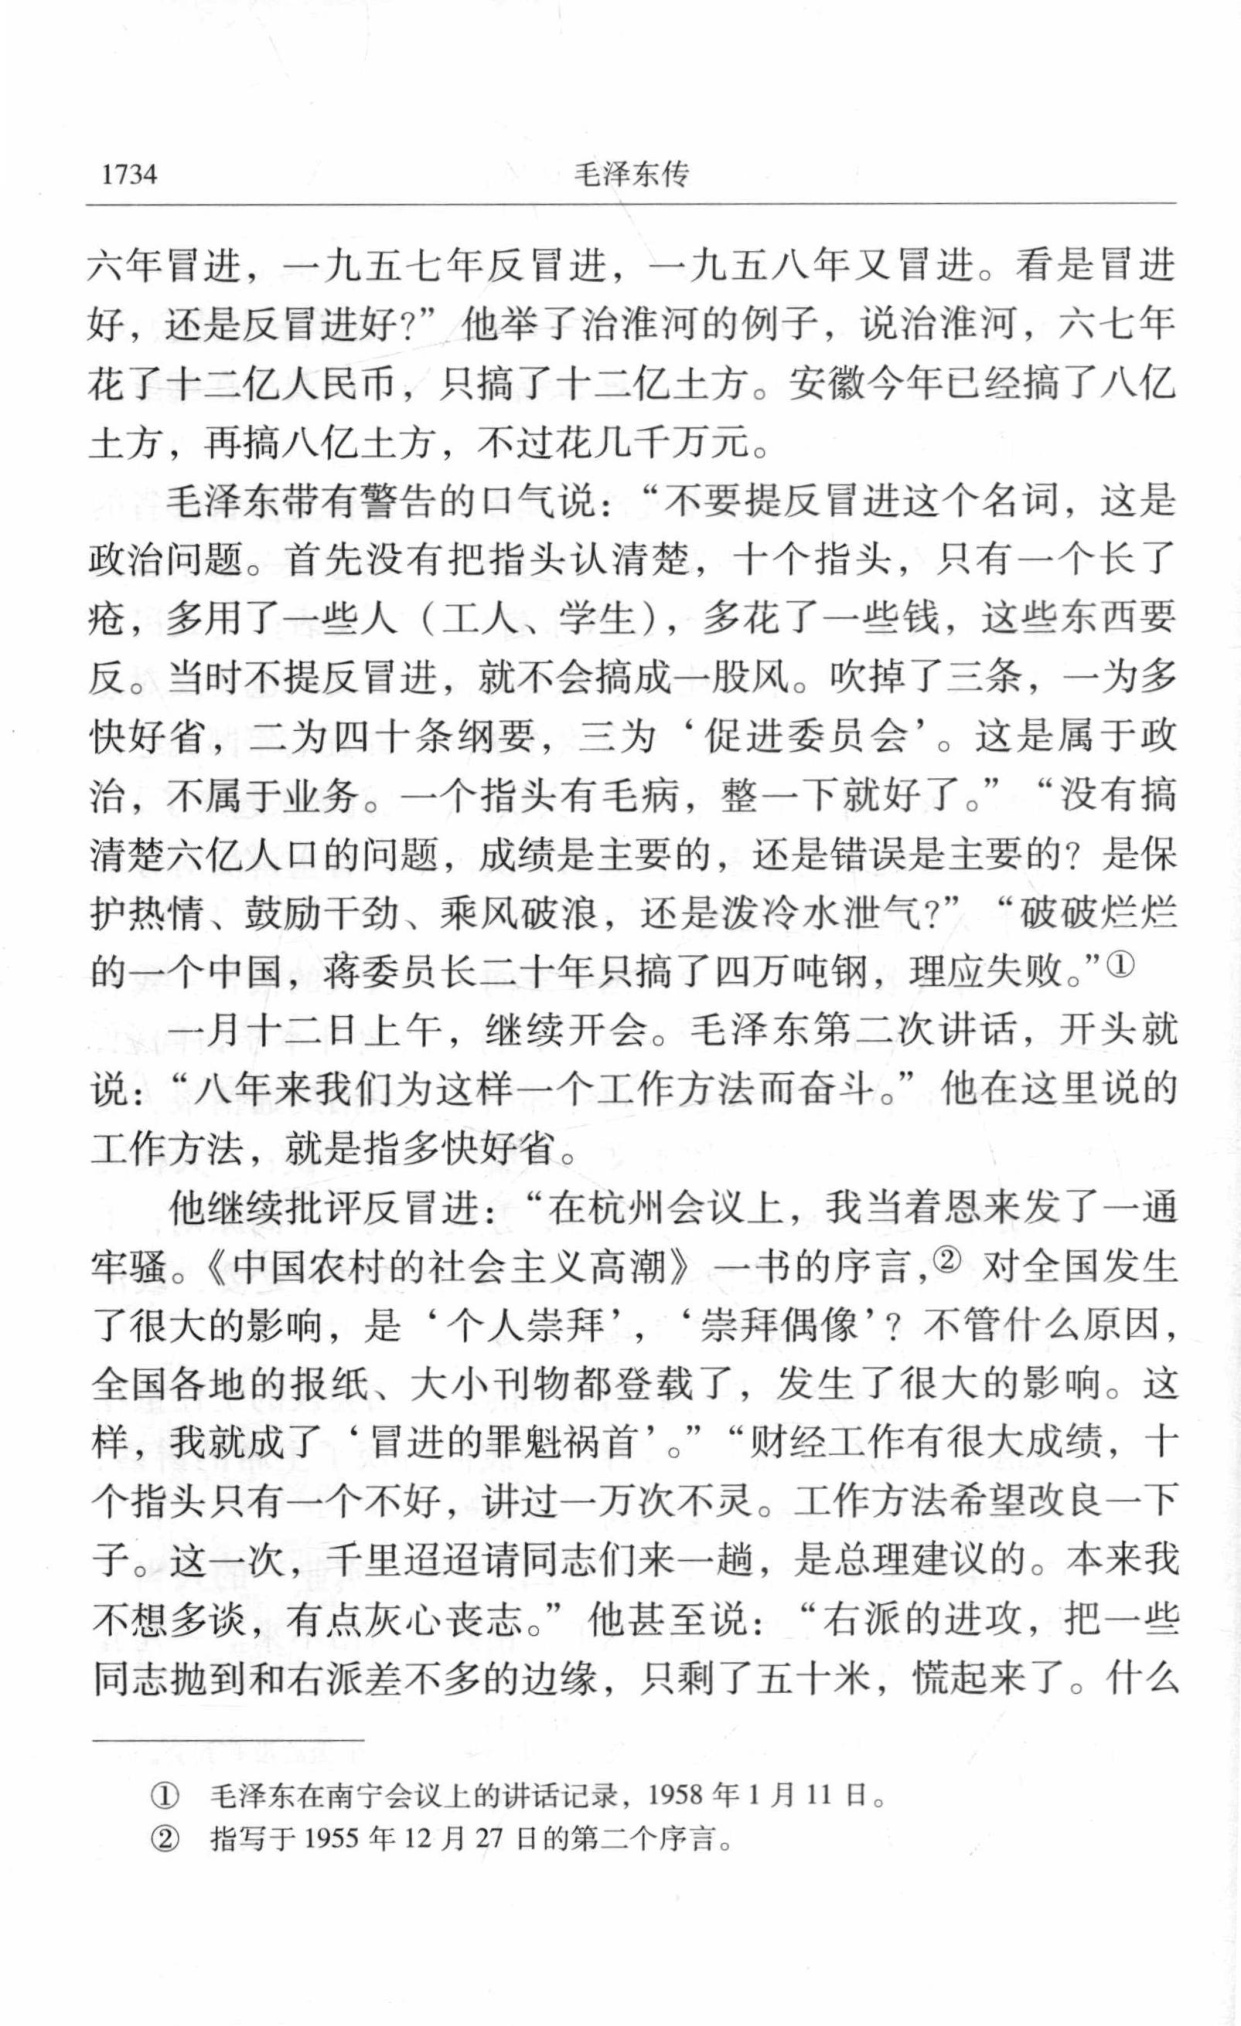 1734
毛泽东传
六年冒进，一九五七年反冒进，一九五八年又冒进。看是冒进
好，还是反冒进好？”他举了治淮河的例子，说治淮河，六七年
花了十二亿人民币，只搞了十二亿土方。安徽今年已经搞了八亿
土方，再搞八亿土方，不过花几千万元。
毛泽东带有警告的口气说：“不要提反冒进这个名词，这是
政治问题。首先没有把指头认清楚，十个指头，只有一个长了
疮，多用了一些人（工人、学生），多花了一些钱，这些东西要
反。当时不提反冒进，就不会搞成一股风。吹掉了三条，一为多
快好省，二为四十条纲要，三为‘促进委员会’。这是属于政
治，不属于业务。一个指头有毛病，整一下就好了。”“没有搞
清楚六亿人口的问题，成绩是主要的，还是错误是主要的？是保
护热情、鼓励干劲、乘风破浪，还是泼冷水泄气？”“破破烂烂
的一个中国，蒋委员长二十年只搞了四万吨钢，理应失败。”①
一月十二日上午，继续开会。毛泽东第二次讲话，开头就
说：“八年来我们为这样一个工作方法而奋斗。”他在这里说的
工作方法，就是指多快好省。
他继续批评反冒进：“在杭州会议上，我当着恩来发了一通
牢骚。《中国农村的社会主义高潮》一书的序言，②对全国发生
了很大的影响，是‘个人崇拜’，‘崇拜偶像’？不管什么原因，
全国各地的报纸、大小刊物都登载了，发生了很大的影响。这
样，我就成了‘冒进的罪魁祸首’。”“财经工作有很大成绩，十
个指头只有一个不好，讲过一万次不灵。工作方法希望改良一下
子。这一次，千里迢迢请同志们来一趟，是总理建议的。本来我
不想多谈，有点灰心丧志。”他甚至说：“右派的进攻，把一些
同志抛到和右派差不多的边缘，只剩了五十米，慌起来了。什么
① 毛泽东在南宁会议上的讲话记录，1958年1月11日。
② 指写于1955年12月27日的第二个序言。